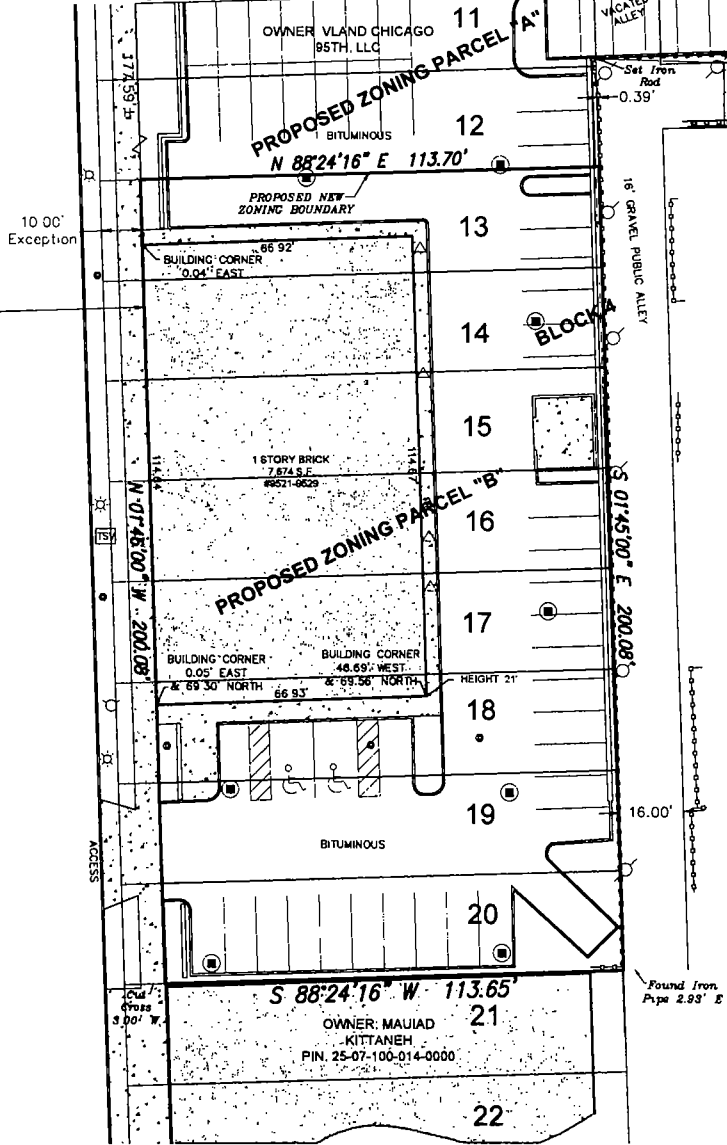 11
OWNER VLAND CHICAGO
95TH, LLC
VACATED
ALLEY
PROPOSED ZONING PARCEL "A"
Set Iron
Rod
0.39'
12
BITUMINOUS
N 88°24'16" E 113.70'
PROPOSED NEW
ZONING BOUNDARY
16' GRAVEL PUBLIC ALLEY
10 00'
Exception
13
66 92'
BUILDING CORNER
0.04' EAST
14
BLOCK 4
15
1 STORY BRICK
7,674 S.F.
#9521-9529
114.64'
114.67'
PROPOSED ZONING PARCEL "B"
16
TSV
N 01°45'00" W 200.08'
S 01°45'00" E 200.08'
17
BUILDING CORNER
0.05' EAST
& 69 30' NORTH
BUILDING CORNER
46.69' WEST
& 69.56' NORTH
66 93'
HEIGHT 21'
18
19
16.00'
BITUMINOUS
ACCESS
20
S 88°24'16" W 113.65'
Cut
Cross
3.00' W
Found Iron
Pipe 2.93' E
21
OWNER: MAUIAD
KITTANEH
PIN. 25-07-100-014-0000
22